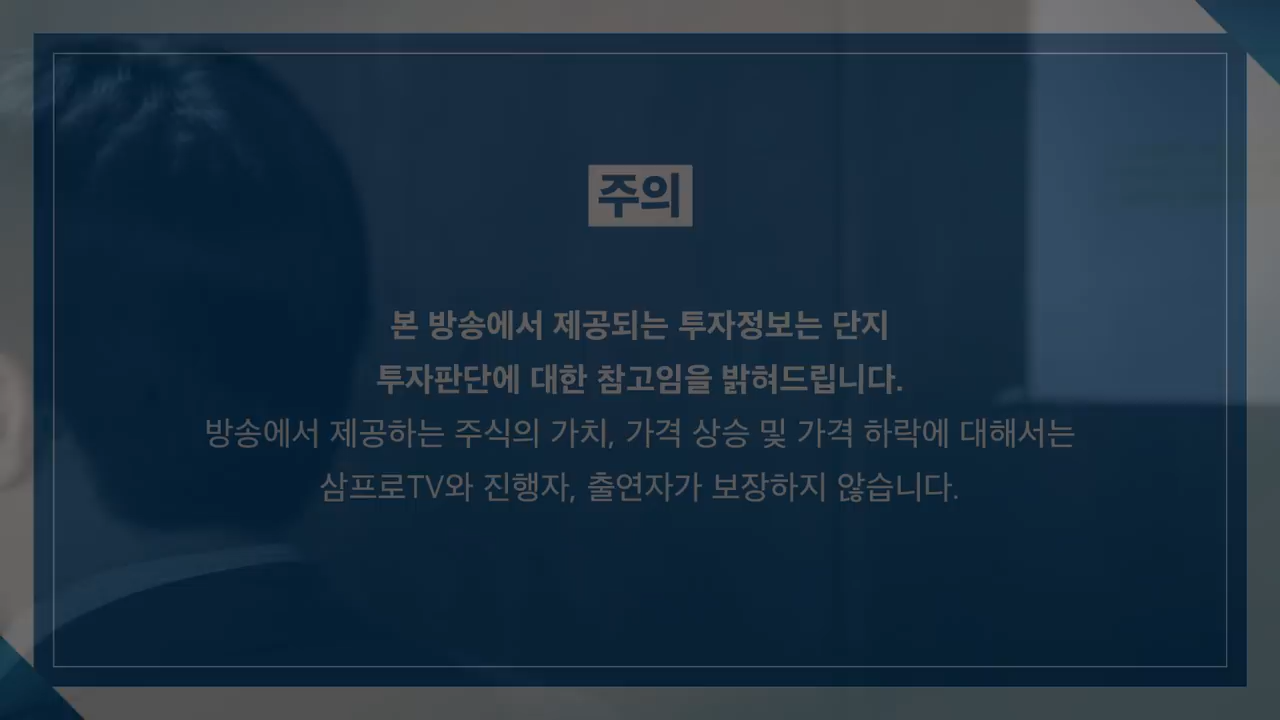 주의
본 방송에서 제공되는 투자정보는 단지
투자판단에 대한 참고임을 밝혀드립니다.
방송에서 제공하는 주식의 가치, 가격 상승 및 가격 하락에 대해서는
삼프로TV와 진행자, 출연자가 보장하지 않습니다.